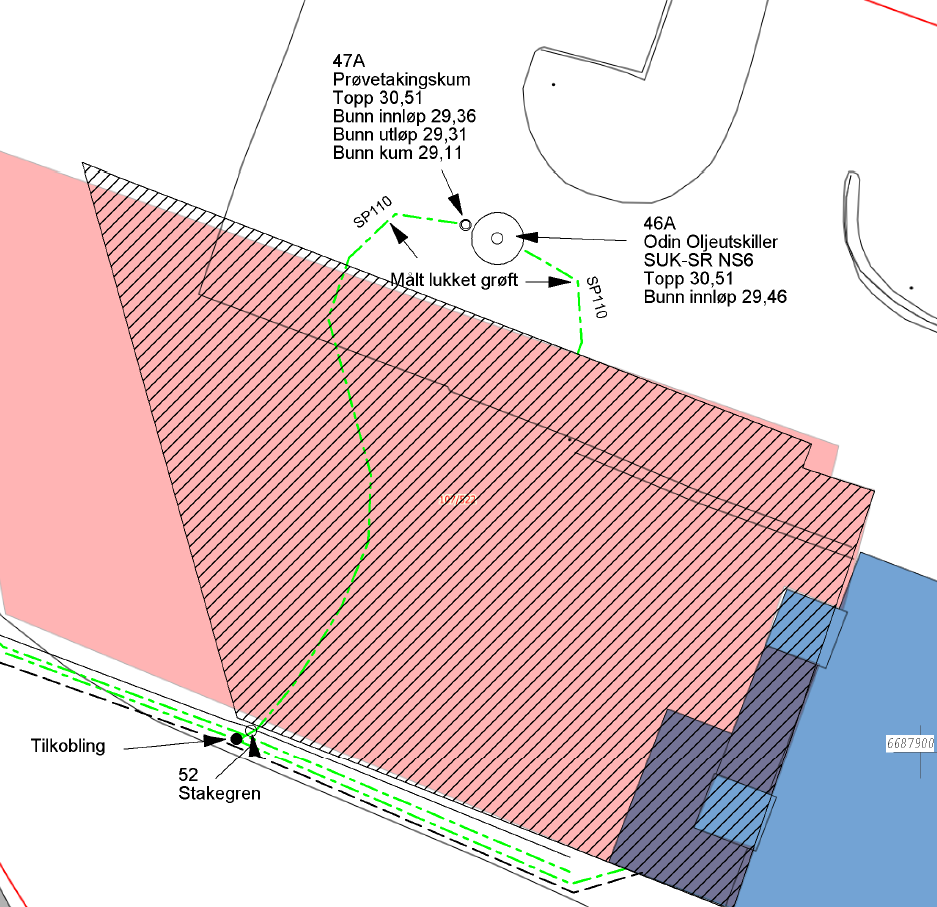 47A
Prøvetakingskum
Topp 30,51
Bunn innløp 29,36
Bunn utløp 29,31
Bunn kum 29,11
SP110
46A
Odin Oljeutskiller
SUK-SR NS6
Topp 30,51
Bunn innløp 29,46
Målt lukket grøft
SP110
6687900
Tilkobling
52
Stakegren